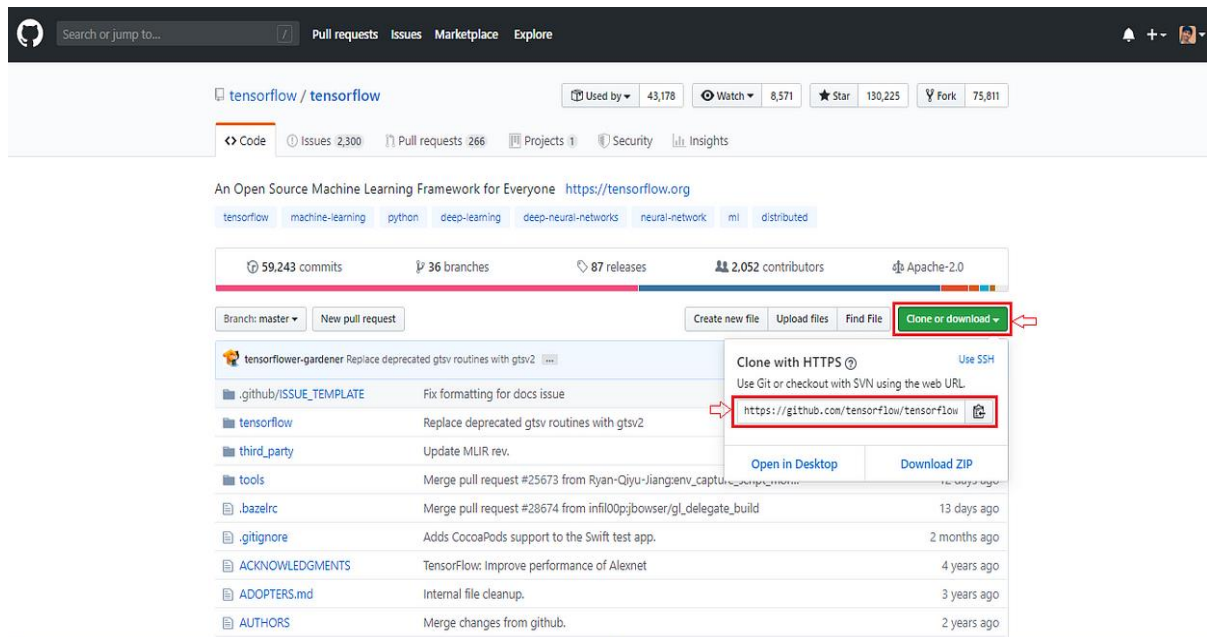 Search or jump to... / Pull requests Issues Marketplace Explore
tensorflow / tensorflow Used by 43,178 Watch 8,571 Star 130,225 Fork 75,811
Code Issues 2,300 Pull requests 266 Projects 1 Security Insights
An Open Source Machine Learning Framework for Everyone https://tensorflow.org
tensorflow machine-learning python deep-learning deep-neural-networks neural-network ml distributed
59,243 commits 36 branches 87 releases 2,052 contributors Apache-2.0
Branch: master New pull request Create new file Upload files Find File Clone or download
tensorflower-gardener Replace deprecated gtsv routines with gtsv2 ...
Clone with HTTPS ? Use SSH
Use Git or checkout with SVN using the web URL.
https://github.com/tensorflow/tensorflow
Open in Desktop Download ZIP
.github/ISSUE_TEMPLATE Fix formatting for docs issue
tensorflow Replace deprecated gtsv routines with gtsv2
third_party Update MLIR rev.
tools Merge pull request #25673 from Ryan-Qiyu-Jiang:env_capture_script_mon... 12 days ago
.bazelrc Merge pull request #28674 from infil00p:jbowser/gl_delegate_build 13 days ago
.gitignore Adds CocoaPods support to the Swift test app. 2 months ago
ACKNOWLEDGMENTS TensorFlow: Improve performance of Alexnet 4 years ago
ADOPTERS.md Internal file cleanup. 3 years ago
AUTHORS Merge changes from github. 2 years ago